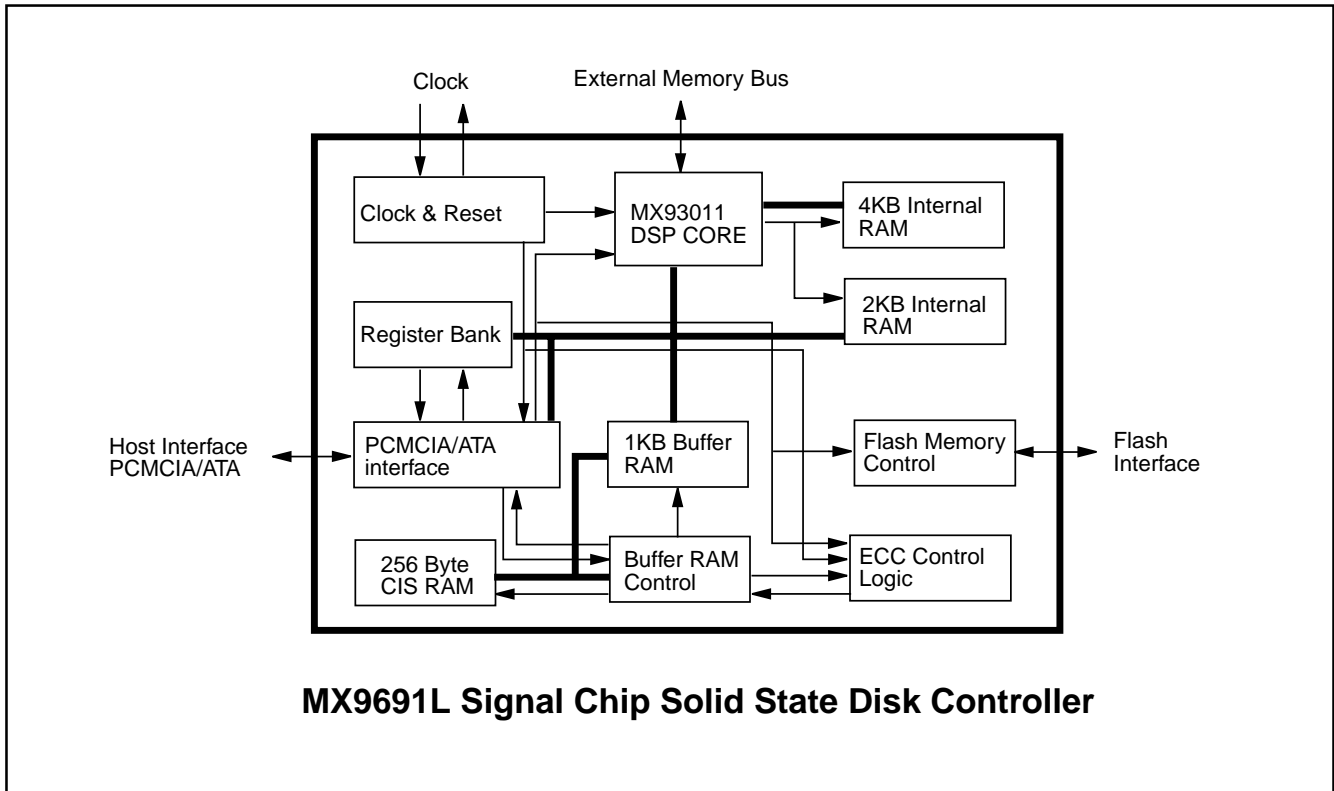 Clock
External Memory Bus
Clock & Reset
MX93011
DSP CORE
4KB Internal
RAM
2KB Internal
RAM
Register Bank
Host Interface
PCMCIA/ATA
PCMCIA/ATA
interface
1KB Buffer
RAM
Flash Memory
Control
Flash
Interface
256 Byte
CIS RAM
Buffer RAM
Control
ECC Control
Logic
MX9691L Signal Chip Solid State Disk Controller